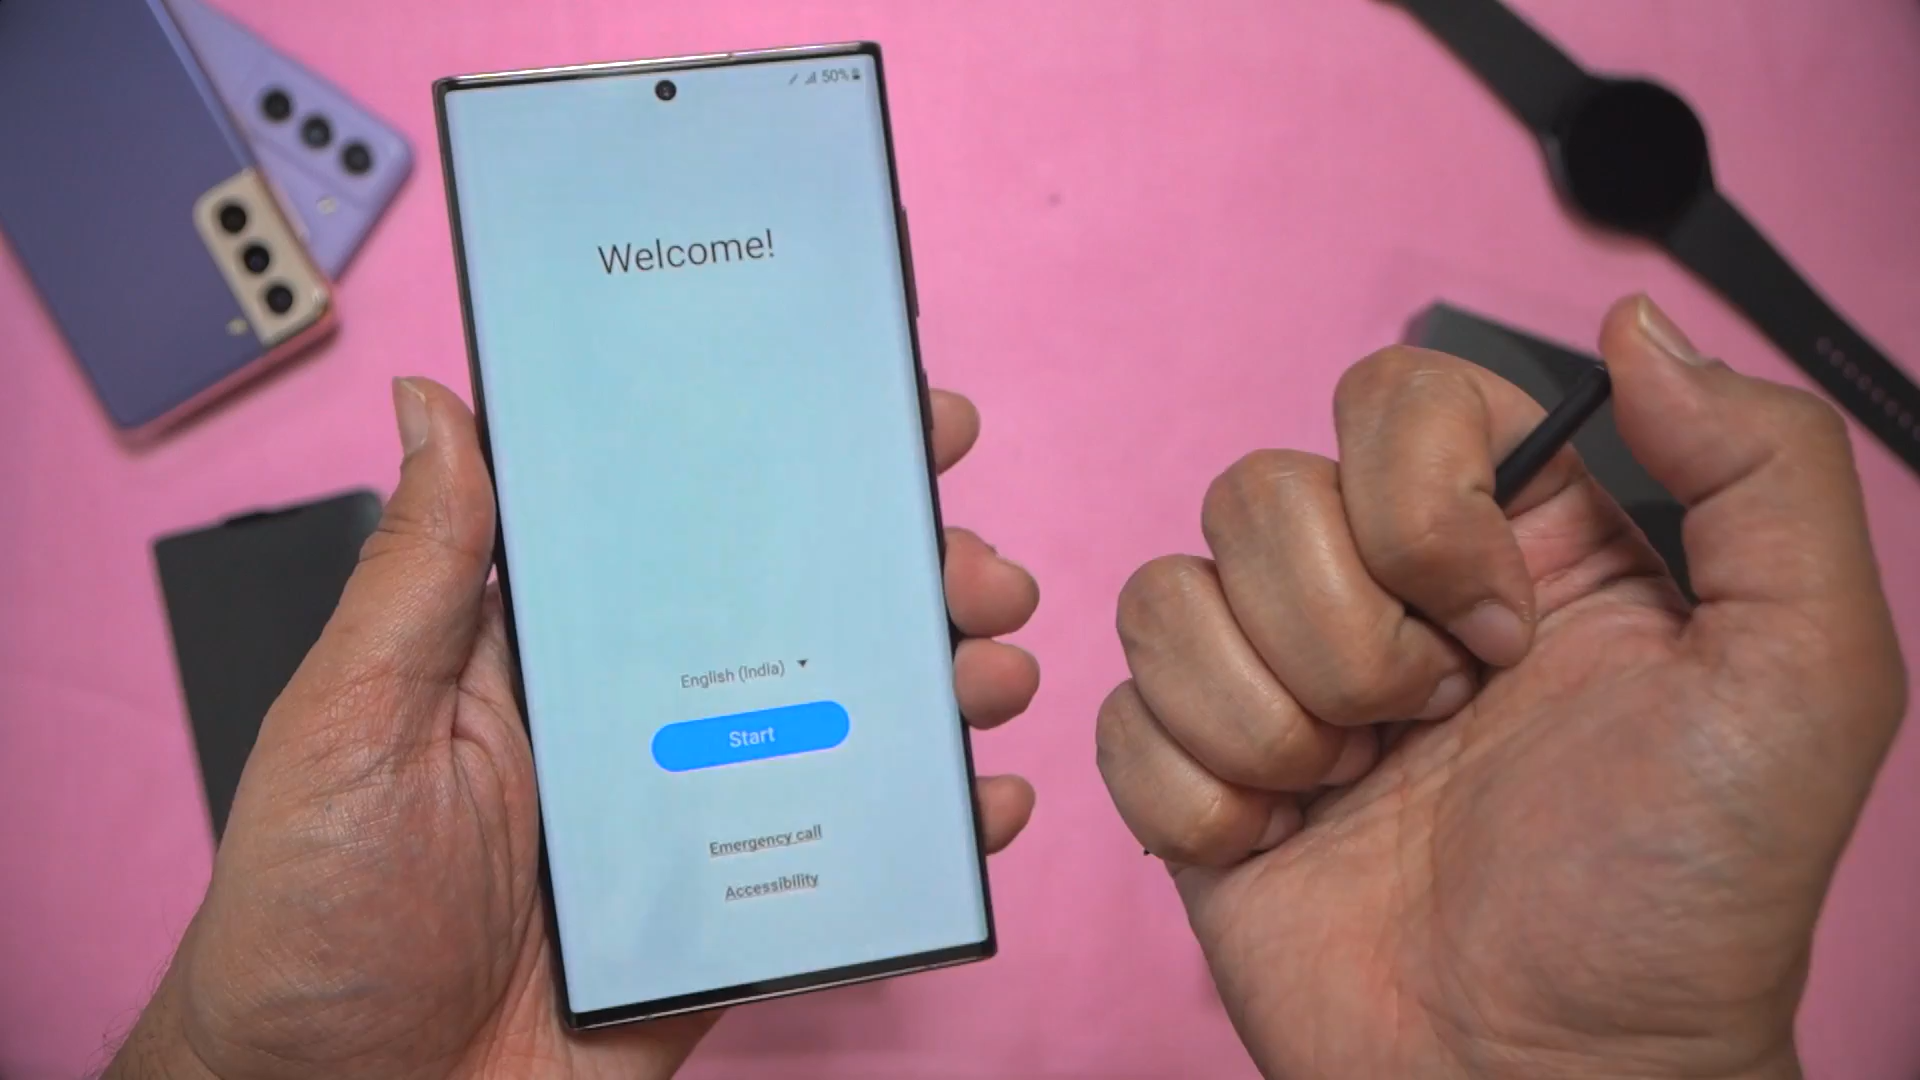 50%
Welcome!
English (India)
Start
Emergency call
Accessibility